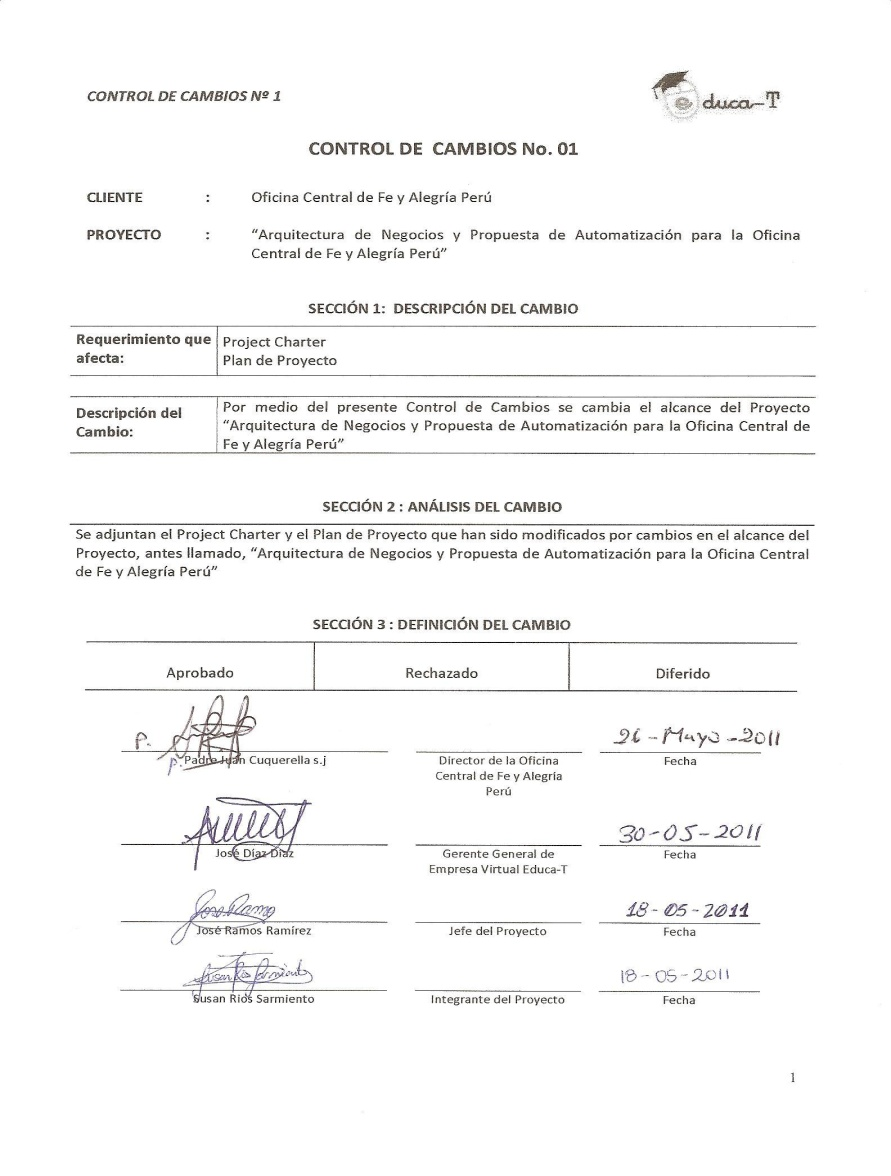 CONTROL DE CAMBIOS Nº 1
e duca-T
CONTROL DE CAMBIOS No. 01
CLIENTE : Oficina Central de Fe y Alegría Perú
PROYECTO : “Arquitectura de Negocios y Propuesta de Automatización para la Oficina
Central de Fe y Alegría Perú”
SECCIÓN 1: DESCRIPCIÓN DEL CAMBIO
Requerimiento que afecta:
Project Charter
Plan de Proyecto
Descripción del Cambio:
Por medio del presente Control de Cambios se cambia el alcance del Proyecto
“Arquitectura de Negocios y Propuesta de Automatización para la Oficina Central de
Fe y Alegría Perú”
SECCIÓN 2 : ANÁLISIS DEL CAMBIO
Se adjuntan el Project Charter y el Plan de Proyecto que han sido modificados por cambios en el alcance del
Proyecto, antes llamado, “Arquitectura de Negocios y Propuesta de Automatización para la Oficina Central
de Fe y Alegría Perú”
SECCIÓN 3 : DEFINICIÓN DEL CAMBIO
Aprobado Rechazado Diferido
P. 26-Mayo-2011
p. Padre Juan Cuquerella s.j Director de la Oficina Fecha
Central de Fe y Alegría
Perú
30-05-2011
José Díaz Díaz Gerente General de Fecha
Empresa Virtual Educa-T
Jose Ramo 18-05-2011
José Ramos Ramírez Jefe del Proyecto Fecha
Susan Rios Sarmiento 18-05-2011
Susan Ríos Sarmiento Integrante del Proyecto Fecha
1